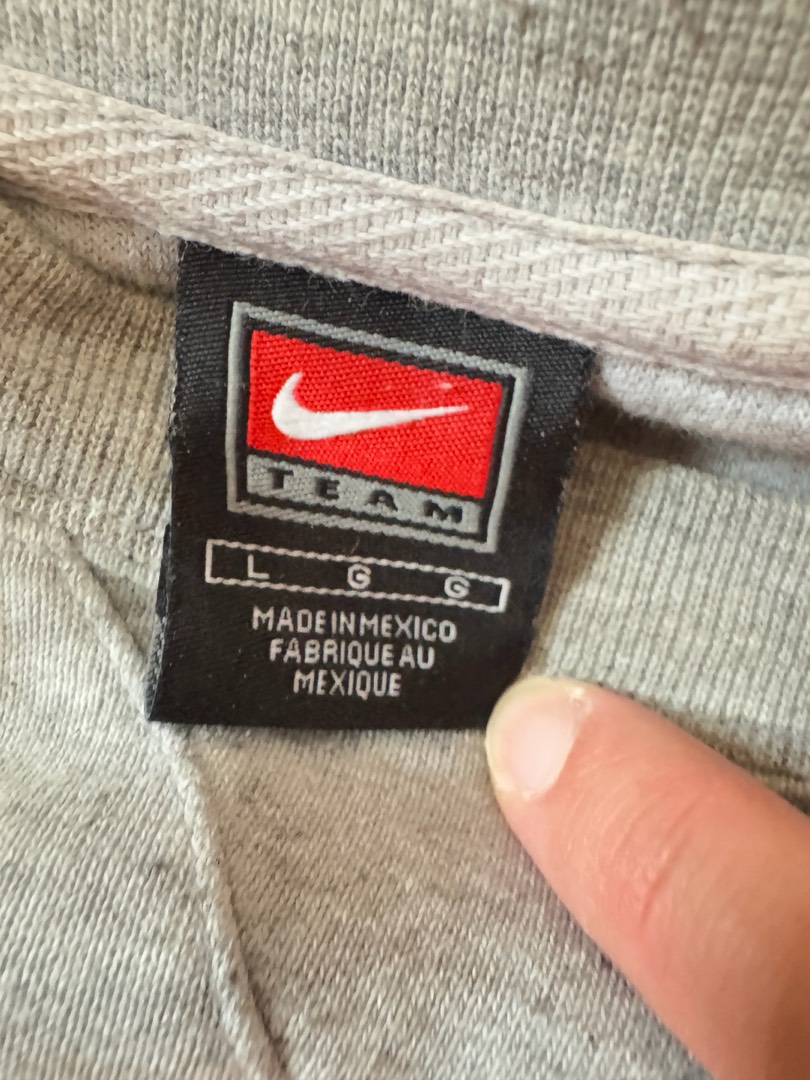 TEAM
L G G
MADE IN MEXICO
FABRIQUE AU
MEXIQUE